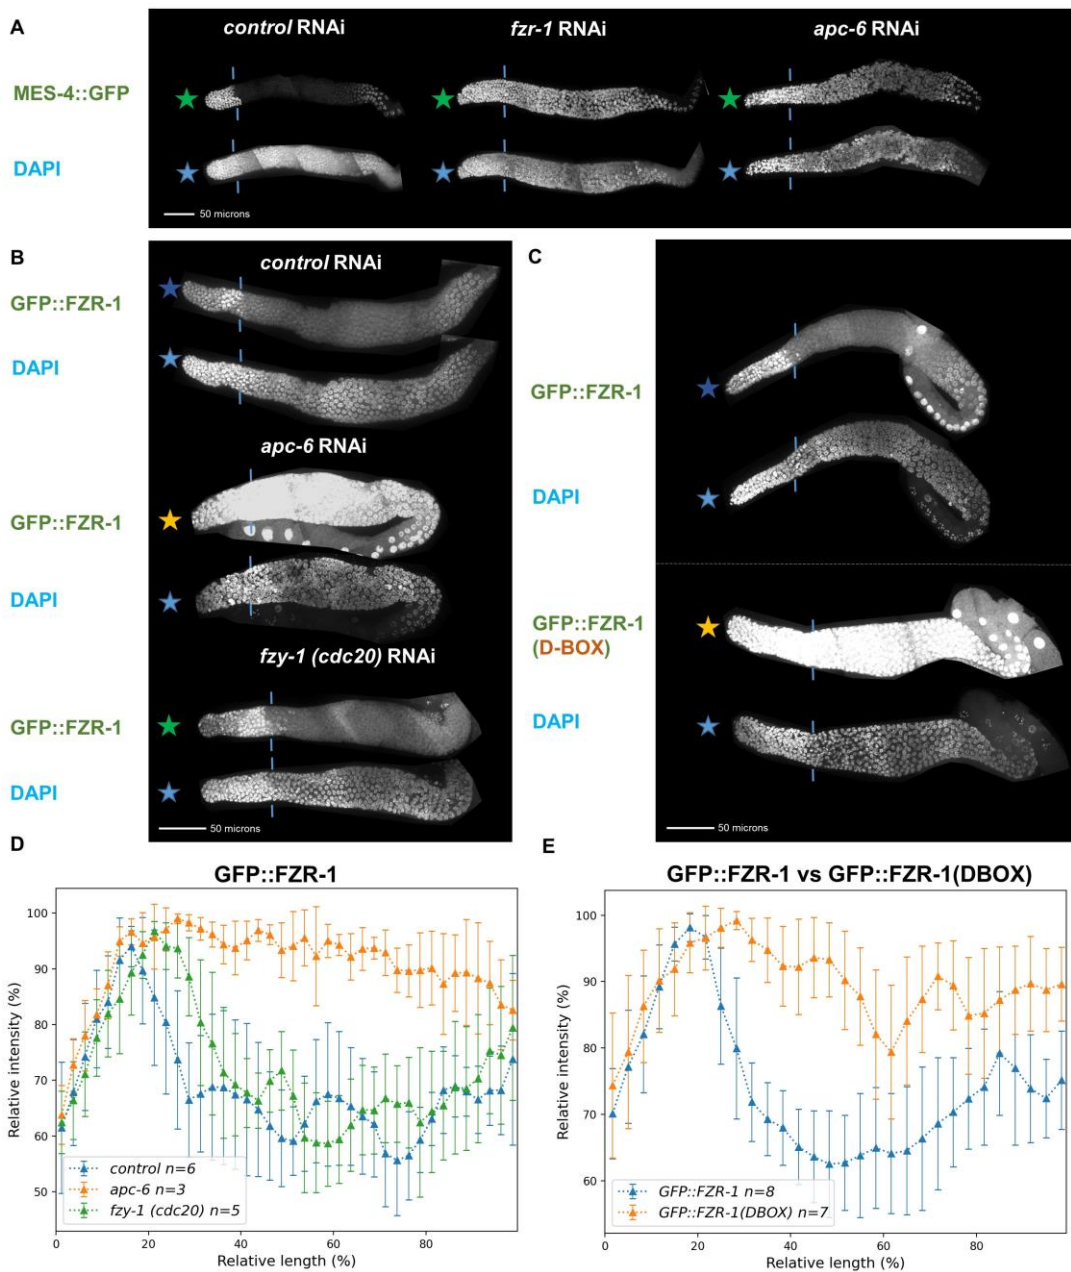 A
control RNAi
fzr-1 RNAi
apc-6 RNAi
MES-4::GFP
DAPI
50 microns
B
control RNAi
GFP::FZR-1
DAPI
apc-6 RNAi
GFP::FZR-1
DAPI
fzy-1 (cdc20) RNAi
GFP::FZR-1
DAPI
50 microns
C
GFP::FZR-1
DAPI
GFP::FZR-1
(D-BOX)
DAPI
50 microns
D
GFP::FZR-1
Relative intensity (%)
100
90
80
70
60
50
control n=6
apc-6 n=3
fzy-1 (cdc20) n=5
0
20
40
60
80
Relative length (%)
E
GFP::FZR-1 vs GFP::FZR-1(DBOX)
Relative intensity (%)
100
90
80
70
60
GFP::FZR-1 n=8
GFP::FZR-1(DBOX) n=7
0
20
40
60
80
Relative length (%)